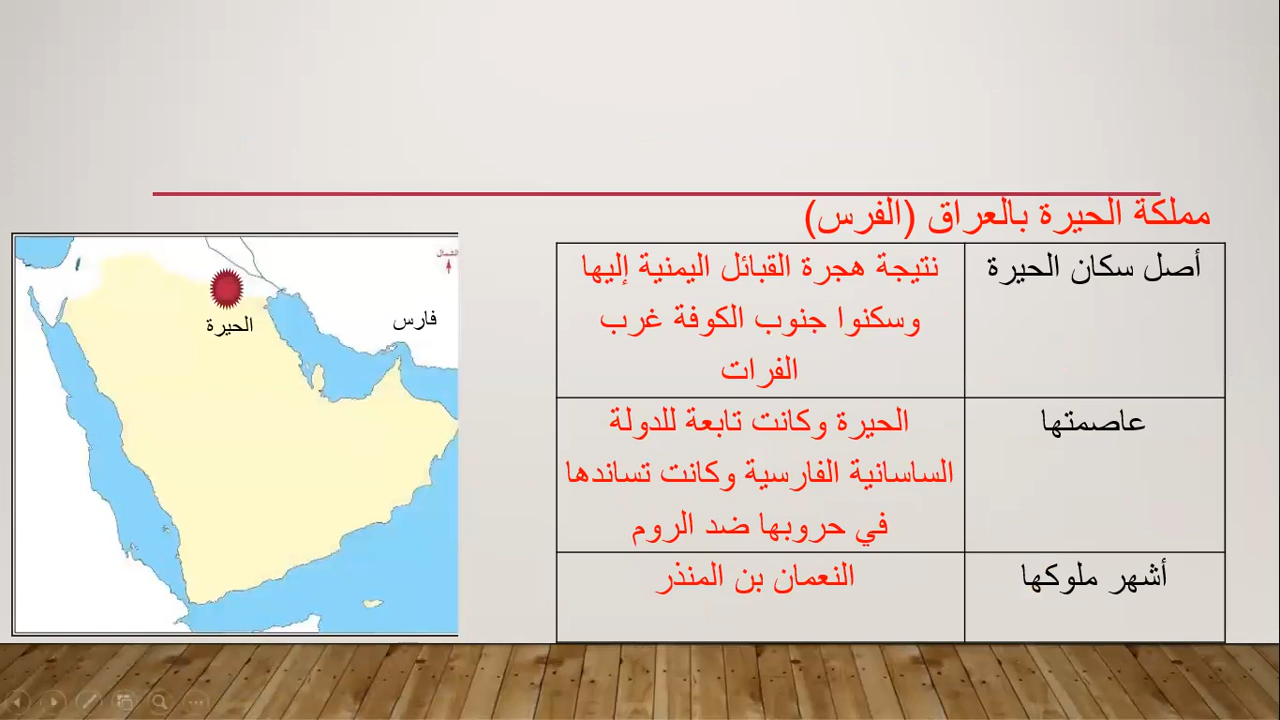 مملكة الحيرة بالعراق (الفرس)
أصل سكان الحيرة
نتيجة هجرة القبائل اليمنية إليها
وسكنوا جنوب الكوفة غرب
الفرات
عاصمتها
الحيرة وكانت تابعة للدولة
الساسانية الفارسية وكانت تساندها
في حروبها ضد الروم
أشهر ملوكها
النعمان بن المنذر
الشمال
فارس
الحيرة